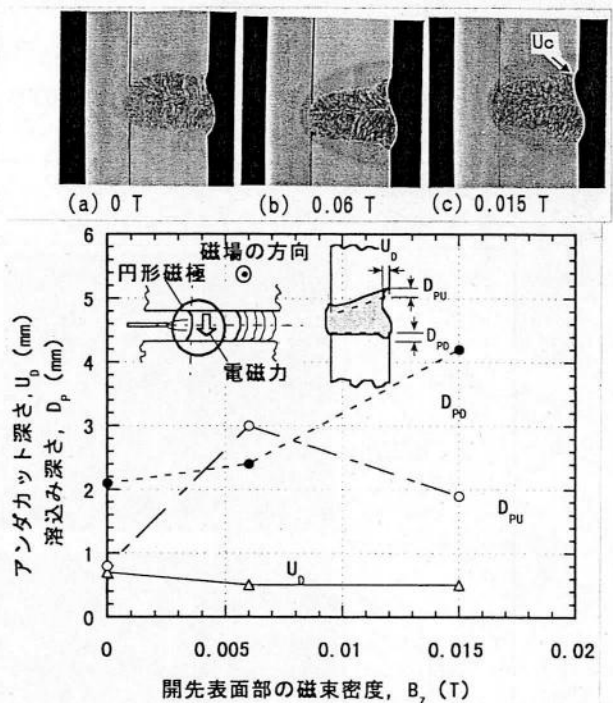 Uc
(a) 0 T (b) 0.06 T (c) 0.015 T
6
5
4
3
2
1
0
アンダカット深さ, U_D (mm)
溶込み深さ, D_P (mm)
磁場の方向
円形磁極
電磁力
U_D
D_PU
D_PD
D_PD
D_PU
U_D
0 0.005 0.01 0.015 0.02
開先表面部の磁束密度, B_z (T)